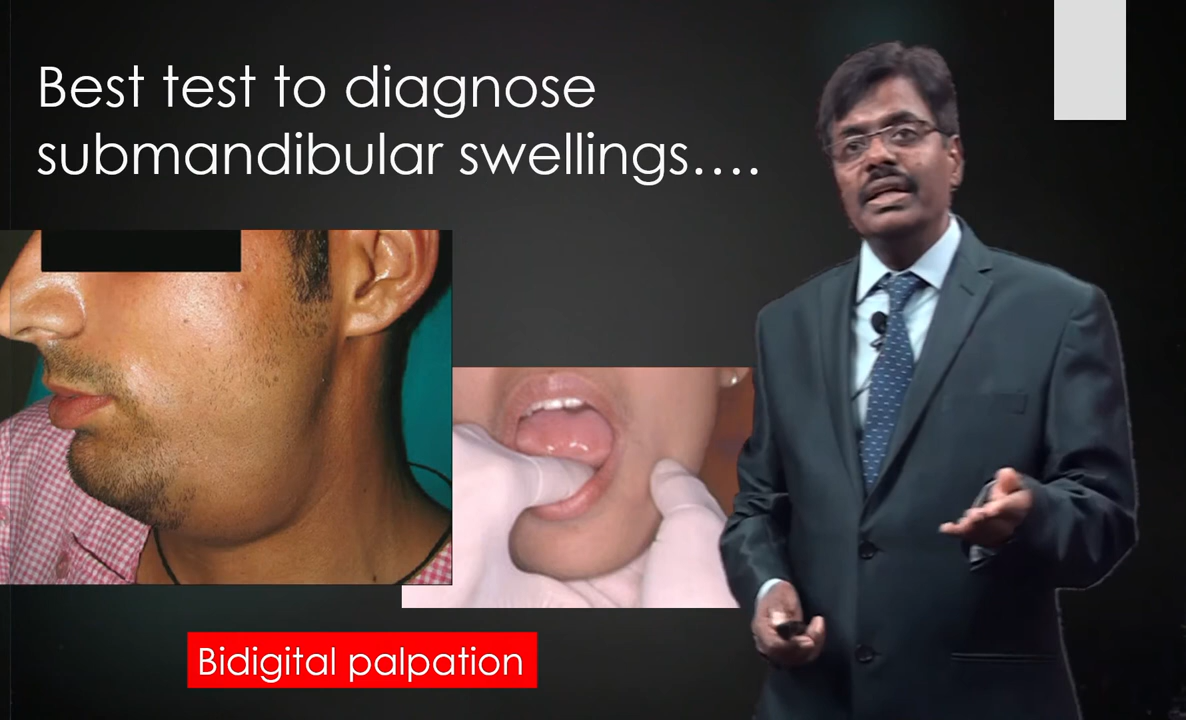 Best test to diagnose
submandibular swellings....
Bidigital palpation